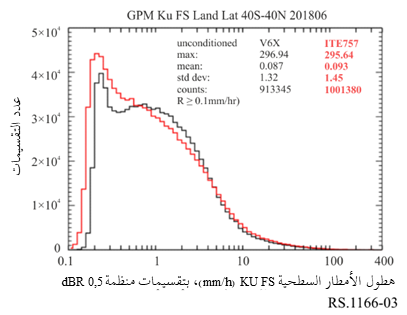 GPM Ku FS Land Lat 40S-40N 201806
unconditioned V6X ITE757
max: 296.94 295.64
mean: 0.087 0.093
std dev: 1.32 1.45
counts: 913345 1001380
R ≥ 0.1mm/hr)
5×10⁴
4×10⁴
3×10⁴
2×10⁴
1×10⁴
0
عدد التقسيمات
0.1 1 10 100 400
هطول الأمطار السطحية KU FS (mm/h)، بتقسيمات منظمة dBR 0,5
RS.1166-03